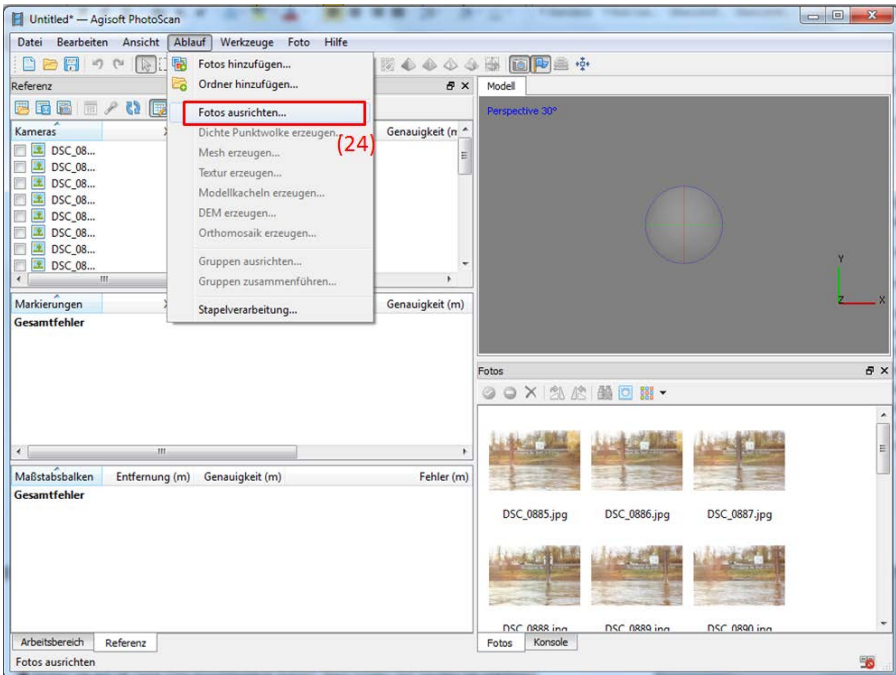 Untitled* — Agisoft PhotoScan
Datei Bearbeiten Ansicht Ablauf Werkzeuge Foto Hilfe
Fotos hinzufügen...
Ordner hinzufügen...
Fotos ausrichten...
Dichte Punktwolke erzeugen...
(24)
Mesh erzeugen...
Textur erzeugen...
Modellkacheln erzeugen...
DEM erzeugen...
Orthomosaik erzeugen...
Gruppen ausrichten...
Gruppen zusammenführen...
Stapelverarbeitung...
Referenz
Kameras Genauigkeit (m
DSC_08...
DSC_08...
DSC_08...
DSC_08...
DSC_08...
DSC_08...
DSC_08...
DSC_08...
Markierungen Genauigkeit (m)
Gesamtfehler
Maßstabsbalken Entfernung (m) Genauigkeit (m) Fehler (m)
Gesamtfehler
Arbeitsbereich Referenz
Fotos ausrichten
Modell
Perspective 30°
Y
Z X
Fotos
DSC_0885.jpg DSC_0886.jpg DSC_0887.jpg
DSC_0888.jpg DSC_0889.jpg DSC_0890.jpg
Fotos Konsole